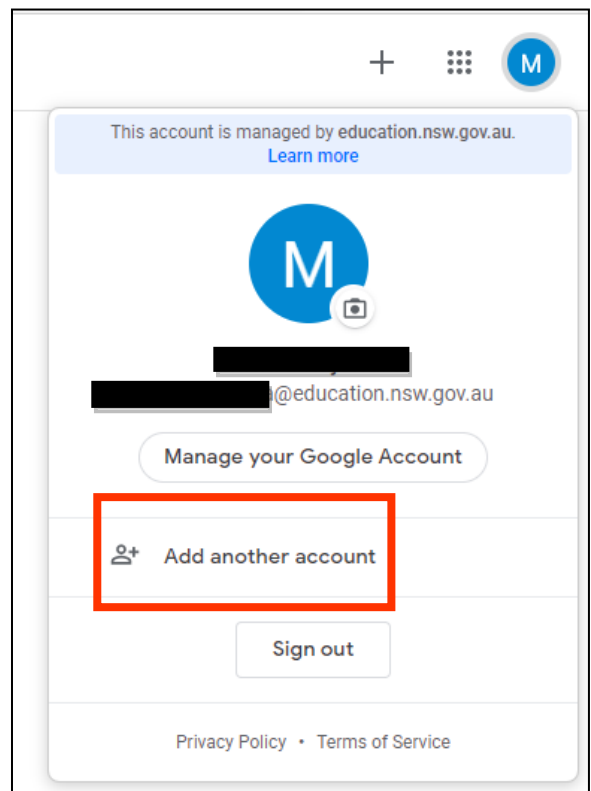 M
This account is managed by education.nsw.gov.au.
Learn more
M
@education.nsw.gov.au
Manage your Google Account
Add another account
Sign out
Privacy Policy • Terms of Service